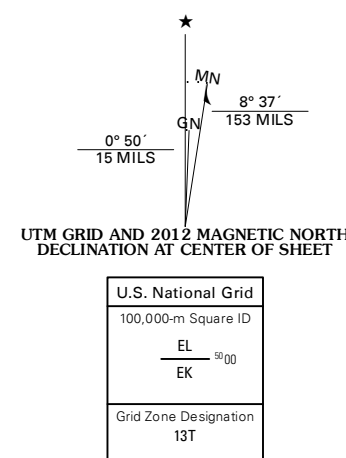 ★
MN
GN
8° 37´
153 MILS
0° 50´
15 MILS
UTM GRID AND 2012 MAGNETIC NORTH
DECLINATION AT CENTER OF SHEET
U.S. National Grid
100,000-m Square ID
EL
5000
EK
Grid Zone Designation
13T